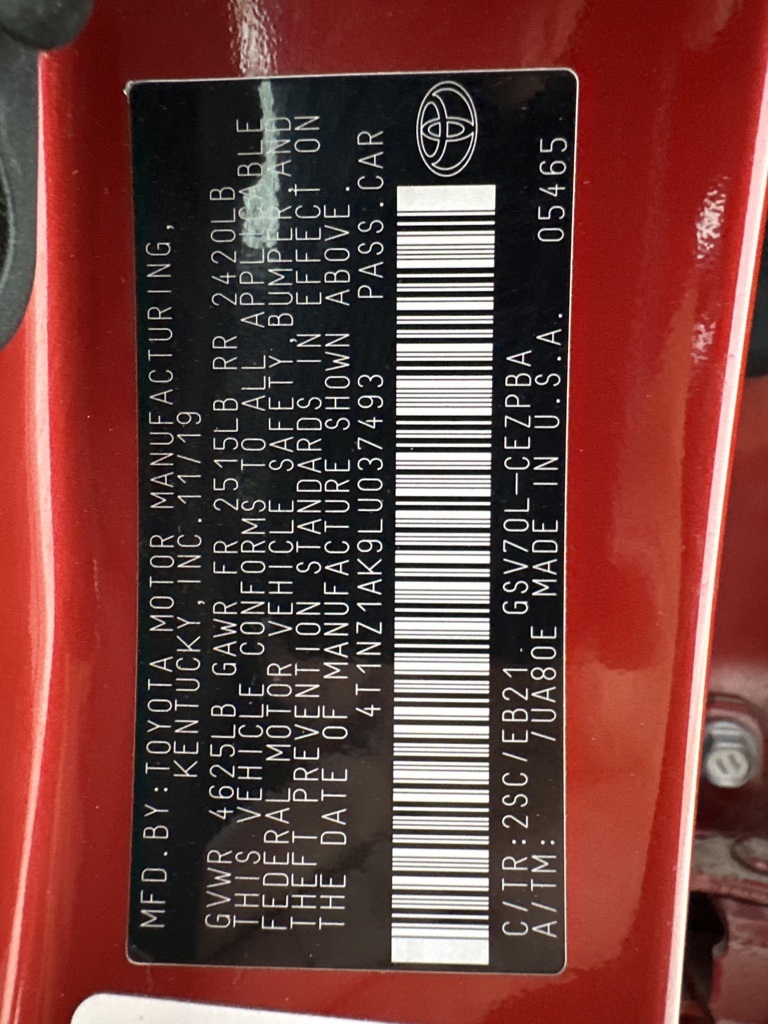 MFD.BY:TOYOTA MOTOR MANUFACTURING,
KENTUCKY,INC.11/19
GVWR 4625LB GAWR FR 2515LB RR 2420LB
THIS VEHICLE CONFORMS TO ALL APPLICABLE
FEDERAL MOTOR VEHICLE SAFETY, BUMPER, AND
THEFT PREVENTION STANDARDS IN EFFECT ON
THE DATE OF MANUFACTURE SHOWN ABOVE.
4T1NZ1AK9LU037493 PASS.CAR
C/TR:2SC/EB21 GSV70L-CEZPBA
A/TM: /UA80E MADE IN U.S.A. 05465